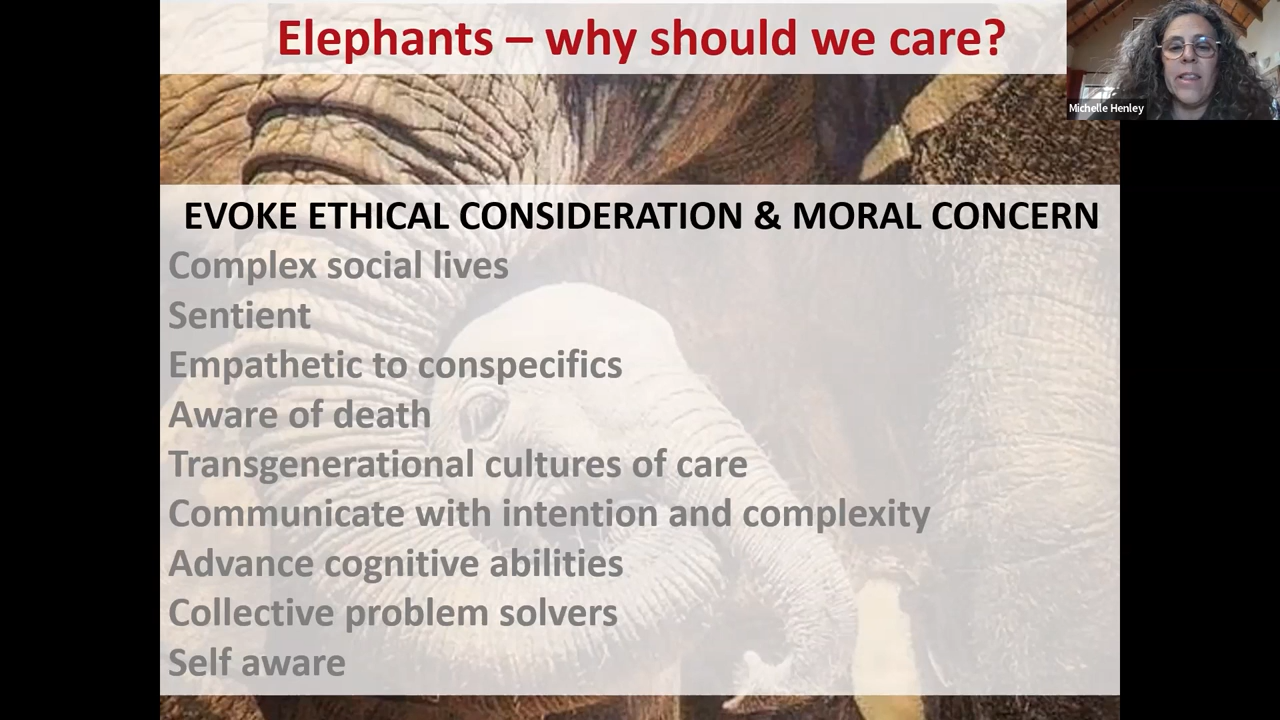 Elephants – why should we care?
Michelle Henley
EVOKE ETHICAL CONSIDERATION & MORAL CONCERN
Complex social lives
Sentient
Empathetic to conspecifics
Aware of death
Transgenerational cultures of care
Communicate with intention and complexity
Advance cognitive abilities
Collective problem solvers
Self aware